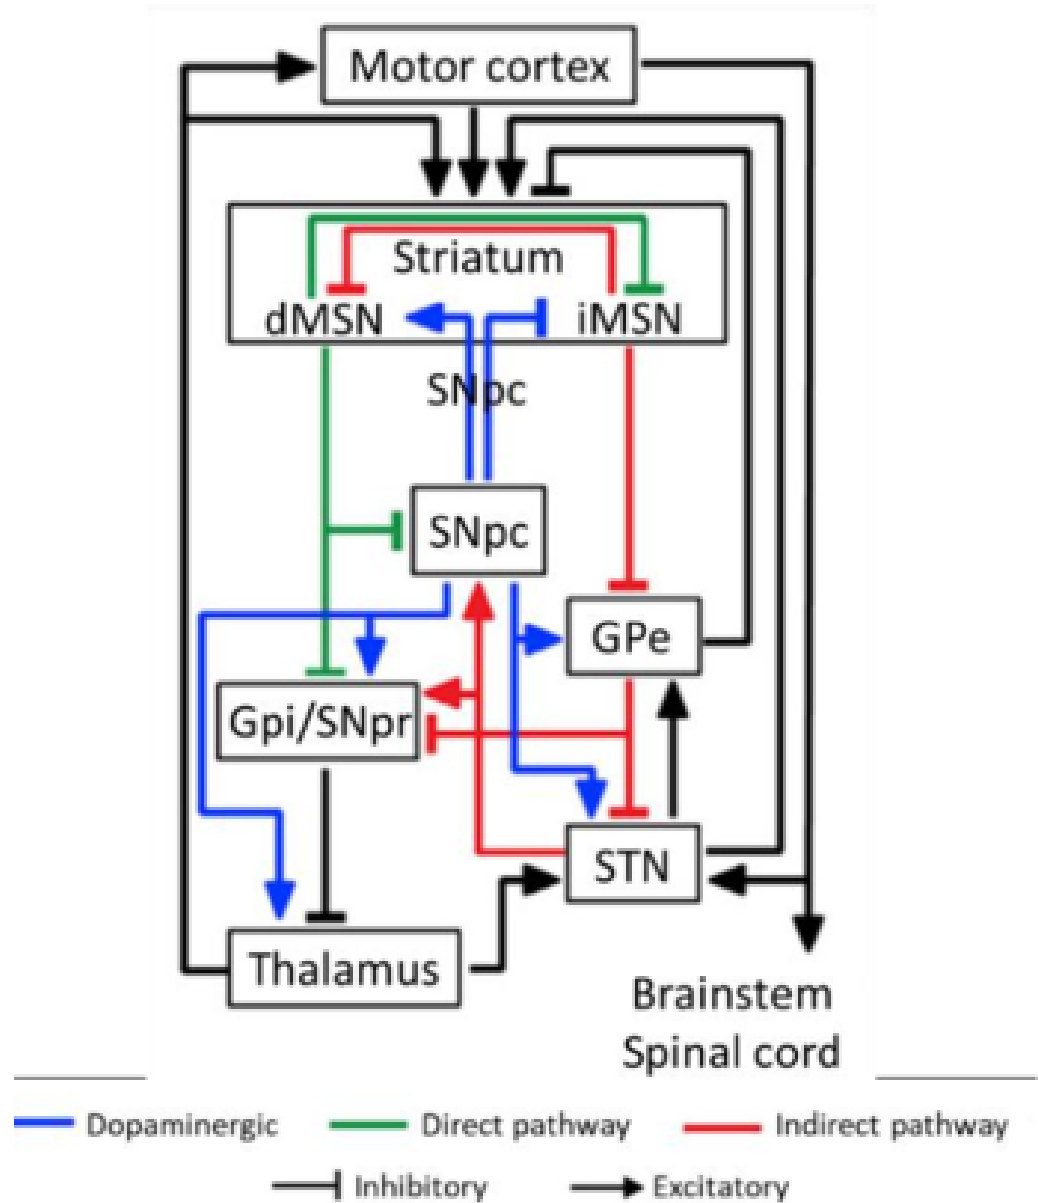 Motor cortex
Striatum
dMSN
iMSN
SNpc
SNpc
GPe
Gpi/SNpr
STN
Thalamus
Brainstem
Spinal cord
Dopaminergic
Direct pathway
Indirect pathway
Inhibitory
Excitatory